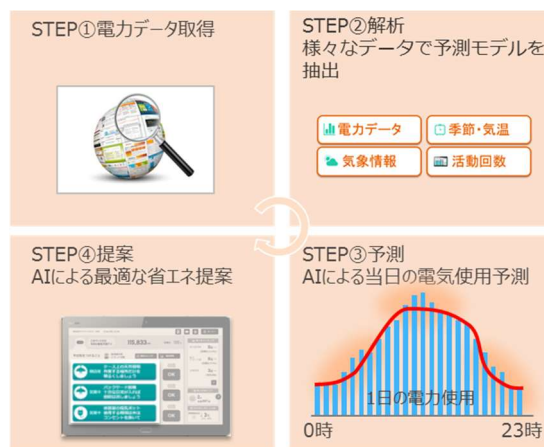 STEP①電力データ取得
STEP②解析
様々なデータで予測モデルを
抽出
電力データ
季節・気温
気象情報
活動回数
STEP④提案
AIによる最適な省エネ提案
OK
OK
OK
STEP③予測
AIによる当日の電気使用予測
1日の電力使用
0時
23時